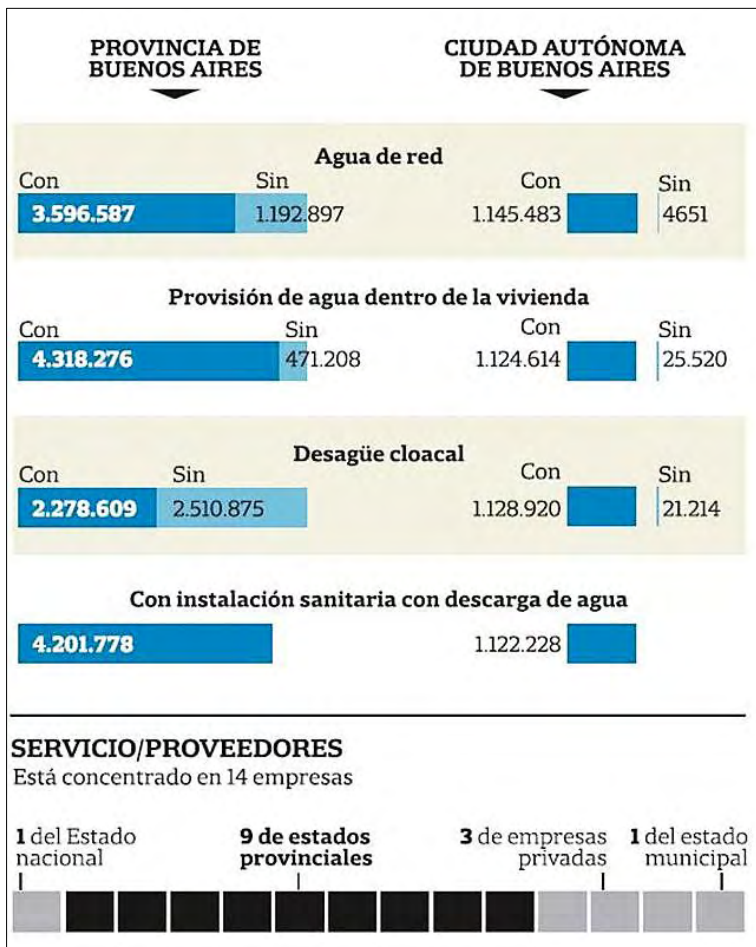 PROVINCIA DE
BUENOS AIRES
CIUDAD AUTÓNOMA
DE BUENOS AIRES
Agua de red
Con
Sin
Con
Sin
3.596.587
1.192.897
1.145.483
4651
Provisión de agua dentro de la vivienda
Con
Sin
Con
Sin
4.318.276
471.208
1.124.614
25.520
Desagüe cloacal
Con
Sin
Con
Sin
2.278.609
2.510.875
1.128.920
21.214
Con instalación sanitaria con descarga de agua
4.201.778
1.122.228
SERVICIO/PROVEEDORES
Está concentrado en 14 empresas
1 del Estado
nacional
9 de estados
provinciales
3 de empresas
privadas
1 del estado
municipal